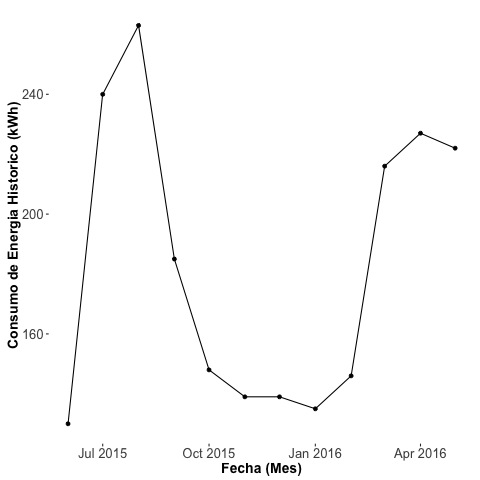 Consumo de Energia Historico (kWh)
240
200
160
Jul 2015
Oct 2015
Jan 2016
Apr 2016
Fecha (Mes)